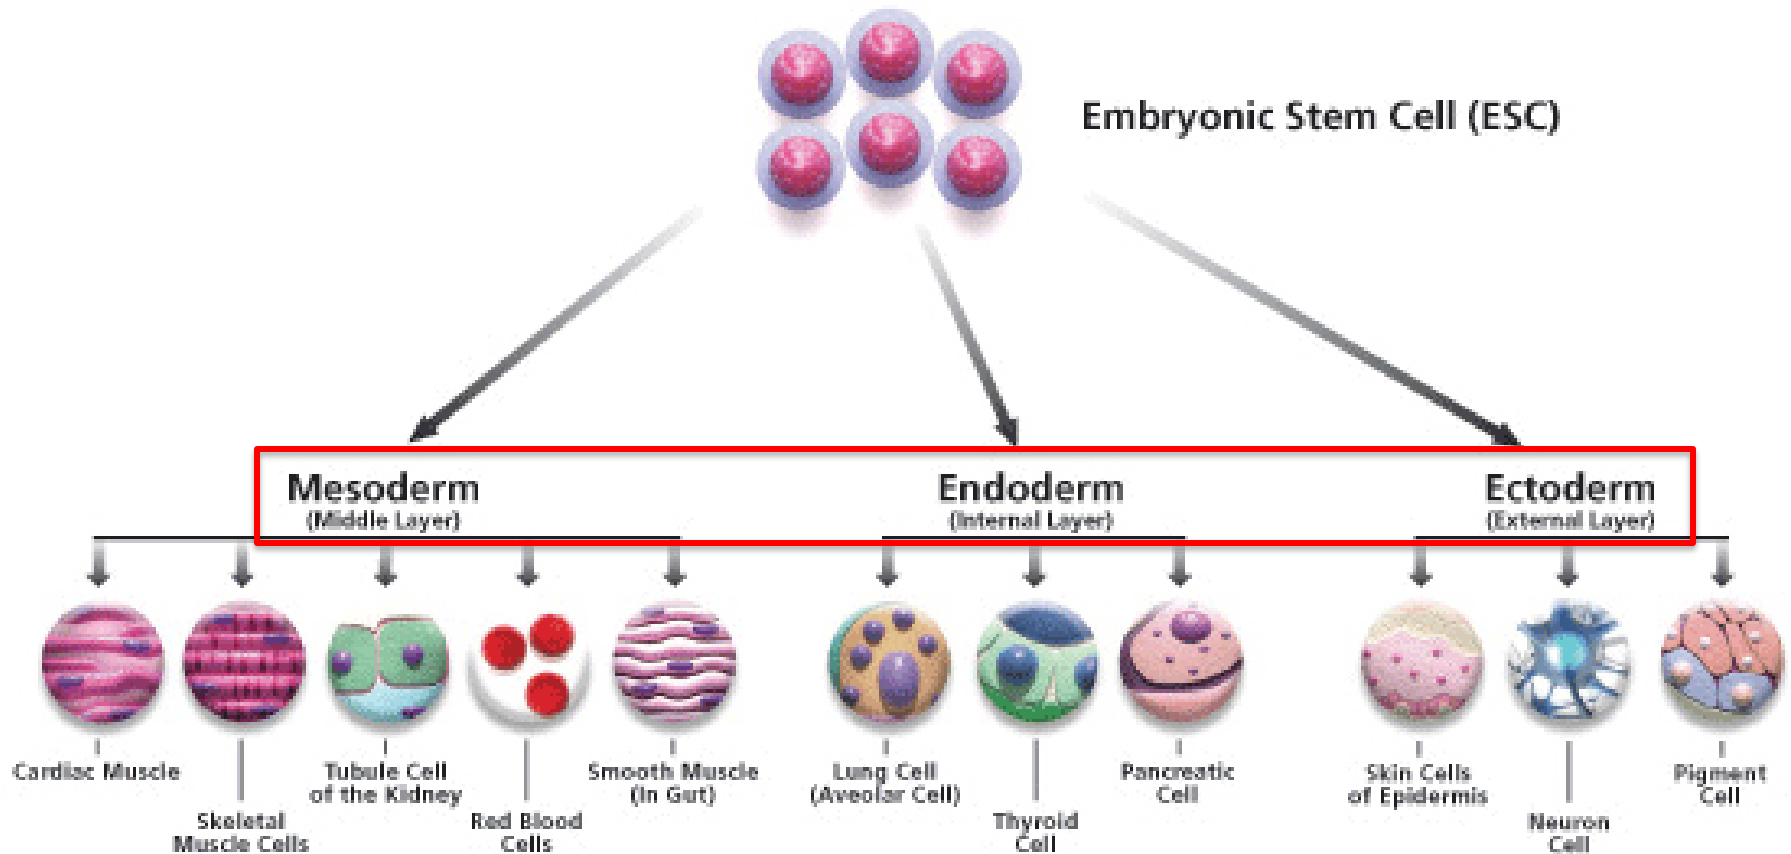 Embryonic Stem Cell (ESC)
Mesoderm
(Middle Layer)
Endoderm
(Internal Layer)
Ectoderm
(External Layer)
Cardiac Muscle
Skeletal
Muscle Cells
Tubule Cell
of the Kidney
Red Blood
Cells
Smooth Muscle
(In Gut)
Lung Cell
(Aveolar Cell)
Thyroid
Cell
Pancreatic
Cell
Skin Cells
of Epidermis
Neuron
Cell
Pigment
Cell